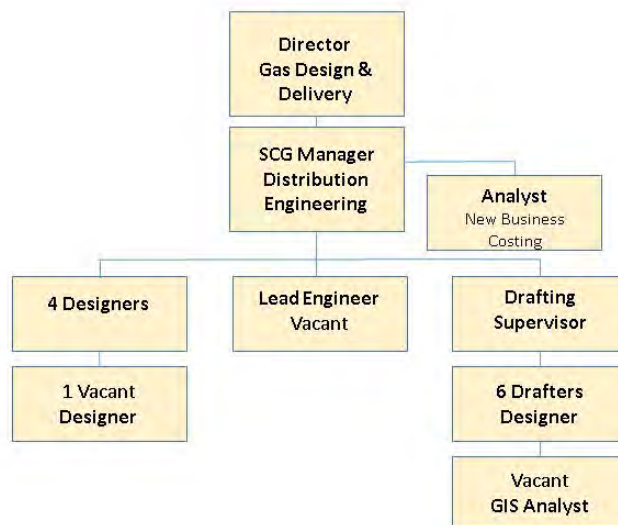 Director
Gas Design &
Delivery
SCG Manager
Distribution
Engineering
Analyst
New Business
Costing
4 Designers
Lead Engineer
Vacant
Drafting
Supervisor
1 Vacant
Designer
6 Drafters
Designer
Vacant
GIS Analyst